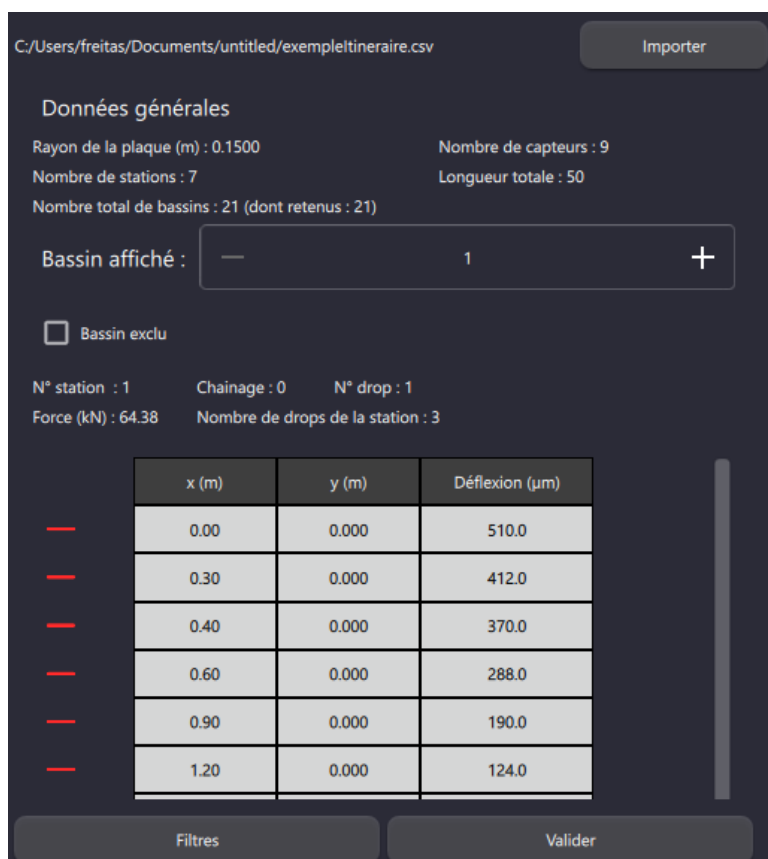 C:/Users/freitas/Documents/untitled/exempleItineraire.csv Importer
Données générales
Rayon de la plaque (m) : 0.1500 Nombre de capteurs : 9
Nombre de stations : 7 Longueur totale : 50
Nombre total de bassins : 21 (dont retenus : 21)
Bassin affiché : — 1 +
Bassin exclu
N° station : 1 Chainage : 0 N° drop : 1
Force (kN) : 64.38 Nombre de drops de la station : 3
x (m) y (m) Déflexion (µm)
0.00 0.000 510.0
0.30 0.000 412.0
0.40 0.000 370.0
0.60 0.000 288.0
0.90 0.000 190.0
1.20 0.000 124.0
Filtres Valider